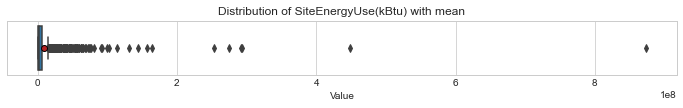 Distribution of SiteEnergyUse(kBtu) with mean
0 2 4 6 8
1e8
Value